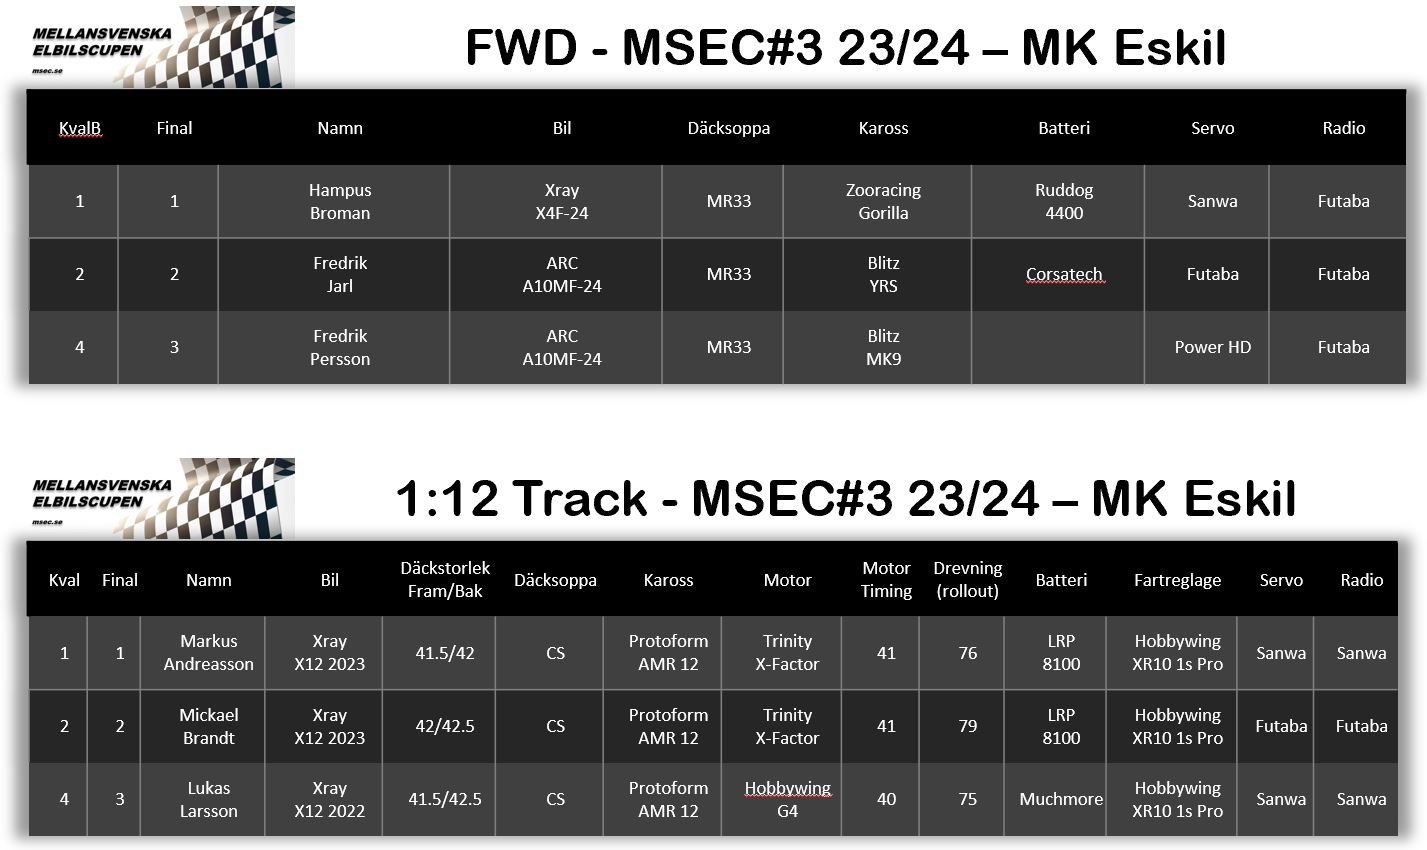 MELLANSVENSKA
ELBILSCUPEN
msec.se
FWD - MSEC#3 23/24 – MK Eskil
KvalB Final Namn Bil Däcksoppa Kaross Batteri Servo Radio
1 1 Hampus Broman Xray X4F-24 MR33 Zooracing Gorilla Ruddog 4400 Sanwa Futaba
2 2 Fredrik Jarl ARC A10MF-24 MR33 Blitz YRS Corsatech Futaba Futaba
4 3 Fredrik Persson ARC A10MF-24 MR33 Blitz MK9 Power HD Futaba
MELLANSVENSKA
ELBILSCUPEN
msec.se
1:12 Track - MSEC#3 23/24 – MK Eskil
Kval Final Namn Bil Däckstorlek Fram/Bak Däcksoppa Kaross Motor Motor Timing Drevning (rollout) Batteri Fartreglage Servo Radio
1 1 Markus Andreasson Xray X12 2023 41.5/42 CS Protoform AMR 12 Trinity X-Factor 41 76 LRP 8100 Hobbywing XR10 1s Pro Sanwa Sanwa
2 2 Mickael Brandt Xray X12 2023 42/42.5 CS Protoform AMR 12 Trinity X-Factor 41 79 LRP 8100 Hobbywing XR10 1s Pro Futaba Futaba
4 3 Lukas Larsson Xray X12 2022 41.5/42.5 CS Protoform AMR 12 Hobbywing G4 40 75 Muchmore Hobbywing XR10 1s Pro Sanwa Sanwa